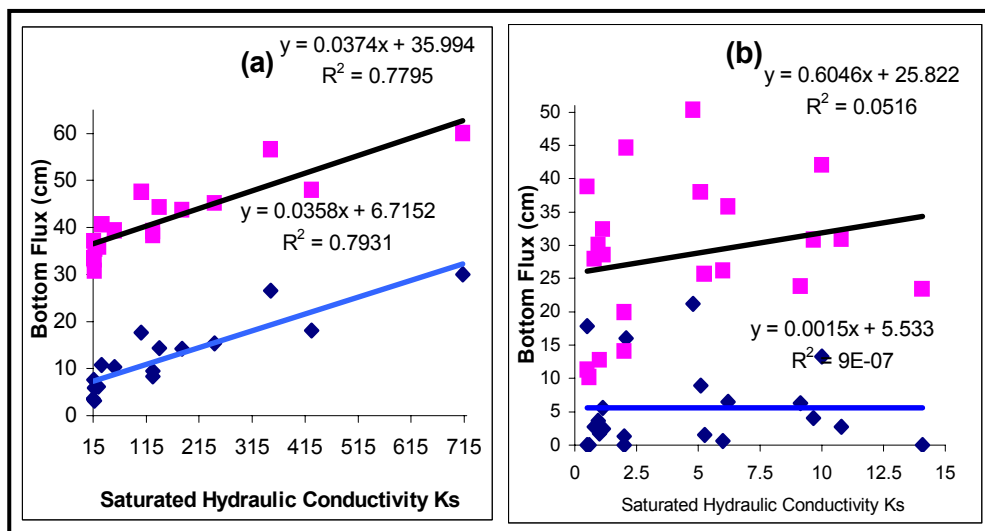 (a)
y = 0.0374x + 35.994
R² = 0.7795
y = 0.0358x + 6.7152
R² = 0.7931
Bottom Flux (cm)
60
50
40
30
20
10
0
15 115 215 315 415 515 615 715
Saturated Hydraulic Conductivity Ks
(b)
y = 0.6046x + 25.822
R² = 0.0516
y = 0.0015x + 5.533
R² = 9E-07
Bottom Flux (cm)
50
45
40
35
30
25
20
15
10
5
0
0 2.5 5 7.5 10 12.5 15
Saturated Hydraulic Conductivity Ks